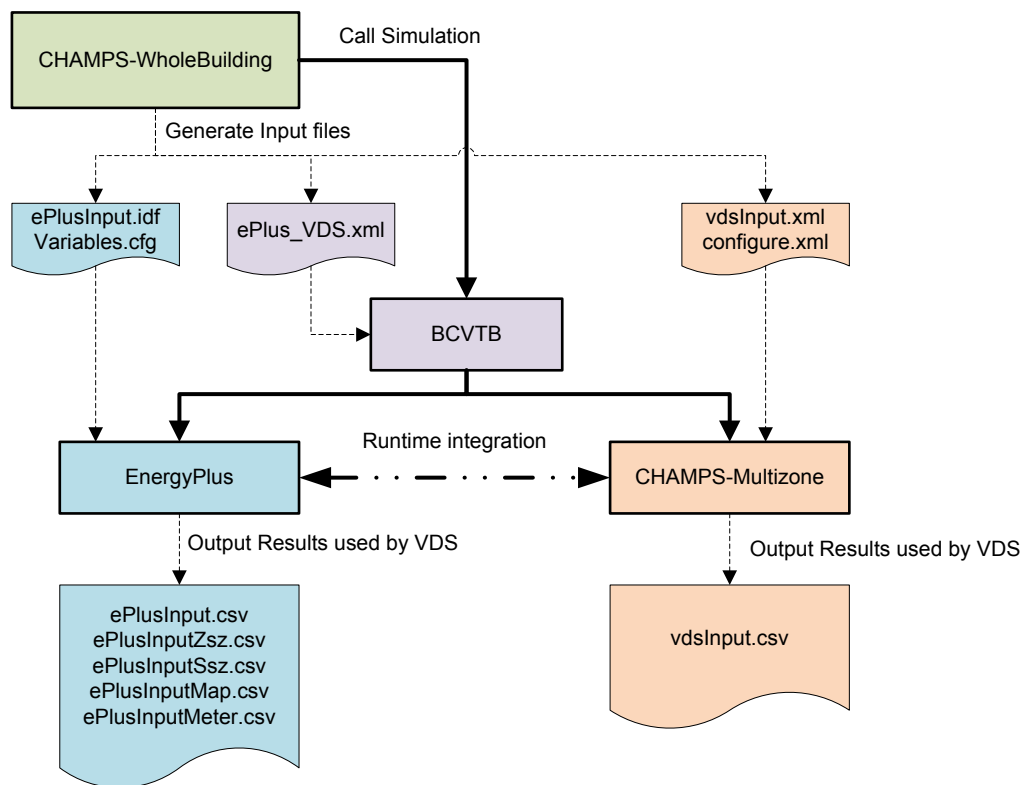 Call Simulation
CHAMPS-WholeBuilding
Generate Input files
ePlusInput.idf
Variables.cfg
ePlus_VDS.xml
vdsInput.xml
configure.xml
BCVTB
Runtime integration
EnergyPlus
CHAMPS-Multizone
Output Results used by VDS
Output Results used by VDS
ePlusInput.csv
ePlusInputZsz.csv
ePlusInputSsz.csv
ePlusInputMap.csv
ePlusInputMeter.csv
vdsInput.csv